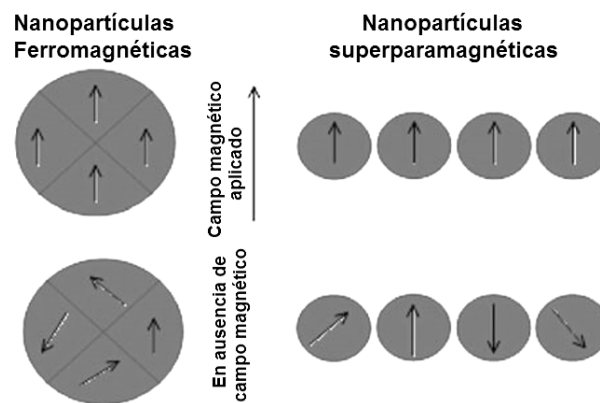 Nanopartículas
Ferromagnéticas
Nanopartículas
superparamagnéticas
Campo magnético
aplicado
En ausencia de
campo magnético